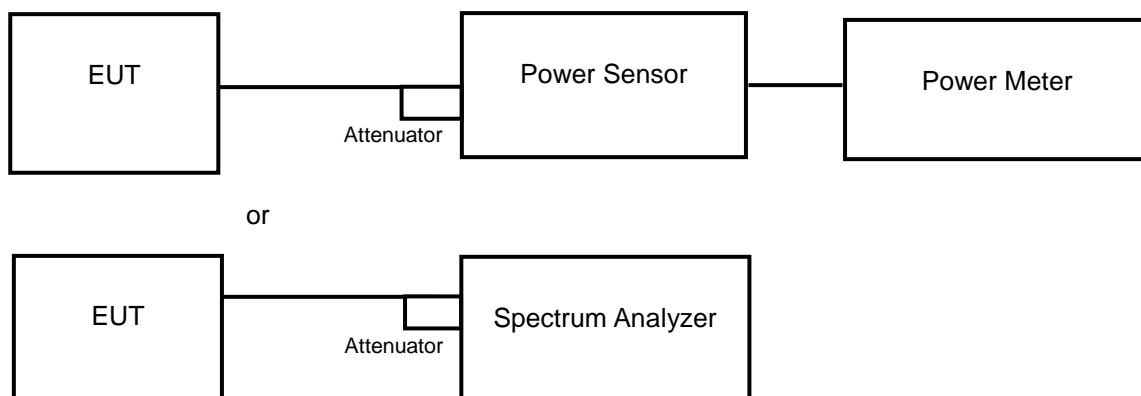 EUT
Power Sensor
Power Meter
Attenuator
or
EUT
Spectrum Analyzer
Attenuator